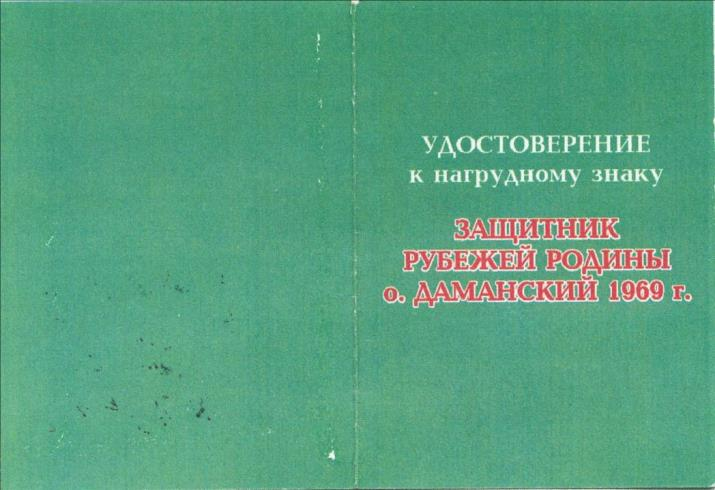 УДОСТОВЕРЕНИЕ
к нагрудному знаку
ЗАЩИТНИК
РУБЕЖЕЙ РОДИНЫ
о. ДАМАНСКИЙ 1969 г.